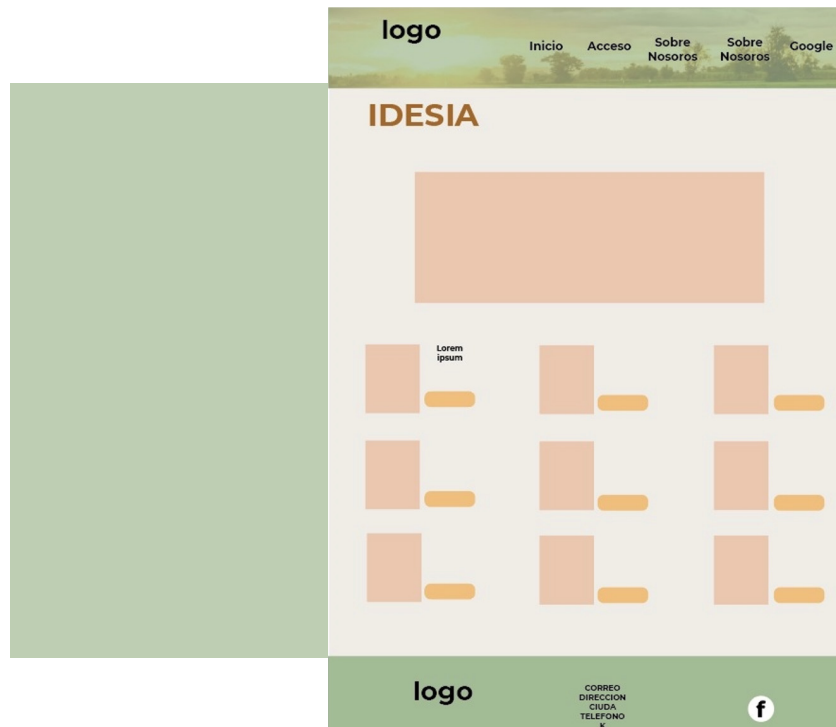 logo
Inicio Acceso Sobre Sobre Google
Nosoros Nosoros
IDESIA
Lorem
ipsum
logo
CORREO
DIRECCION
CIUDA
TELEFONO
f